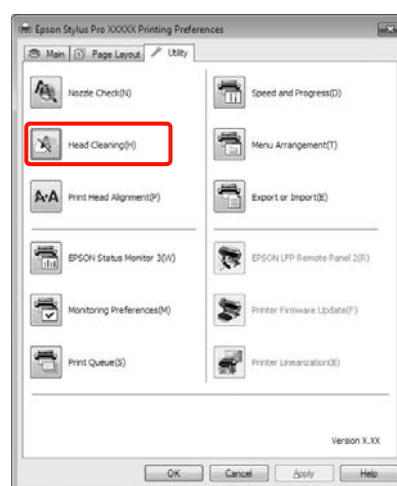 Epson Stylus Pro XXXXX Printing Preferences
Main Page Layout Utility
Nozzle Check(N)
Speed and Progress(D)
Head Cleaning(H)
Menu Arrangement(T)
Print Head Alignment(P)
Export or Import(E)
EPSON Status Monitor 3(W)
EPSON LFP Remote Panel 2(R)
Monitoring Preferences(M)
Printer Firmware Update(F)
Print Queue(S)
Printer Linearization(B)
Version X.XX
OK Cancel Apply Help